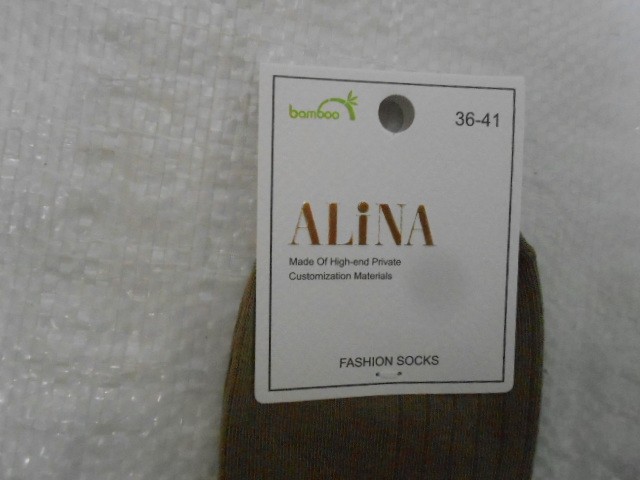 bamboo
36-41
ALiNA
Made Of High-end Private
Customization Materials
FASHION SOCKS